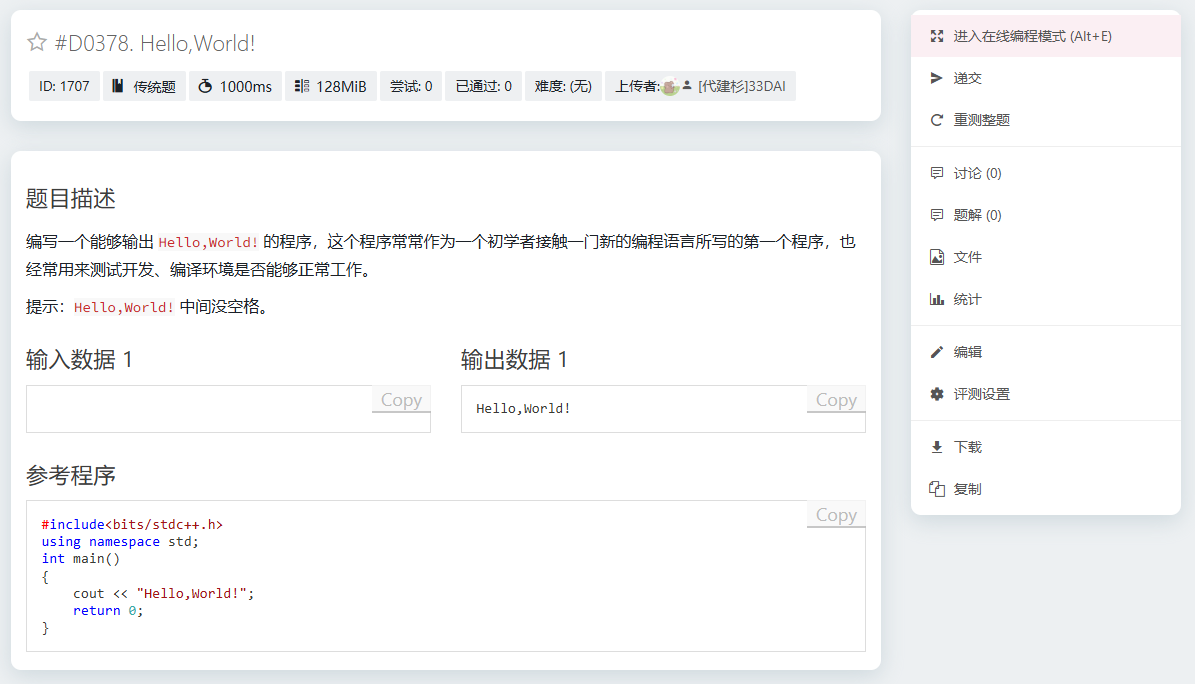 #D0378. Hello,World!
ID: 1707 传统题 1000ms 128MiB 尝试: 0 已通过: 0 难度: (无) 上传者: [代建杉]33DAI
题目描述
编写一个能够输出 Hello,World! 的程序，这个程序常常作为一个初学者接触一门新的编程语言所写的第一个程序，也
经常用来测试开发、编译环境是否能够正常工作。
提示：Hello,World! 中间没空格。
输入数据 1
Copy
输出数据 1
Copy
Hello,World!
参考程序
Copy
#include<bits/stdc++.h>
using namespace std;
int main()
{
    cout << "Hello,World!";
    return 0;
}
进入在线编程模式 (Alt+E)
递交
重测整题
讨论 (0)
题解 (0)
文件
统计
编辑
评测设置
下载
复制